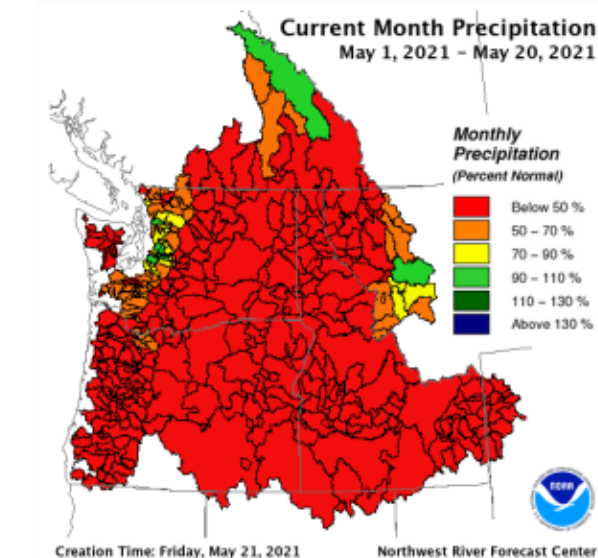 Current Month Precipitation
May 1, 2021 - May 20, 2021
Monthly
Precipitation
(Percent Normal)
Below 50 %
50 - 70 %
70 - 90 %
90 - 110 %
110 - 130 %
Above 130 %
NOAA
Creation Time: Friday, May 21, 2021
Northwest River Forecast Center